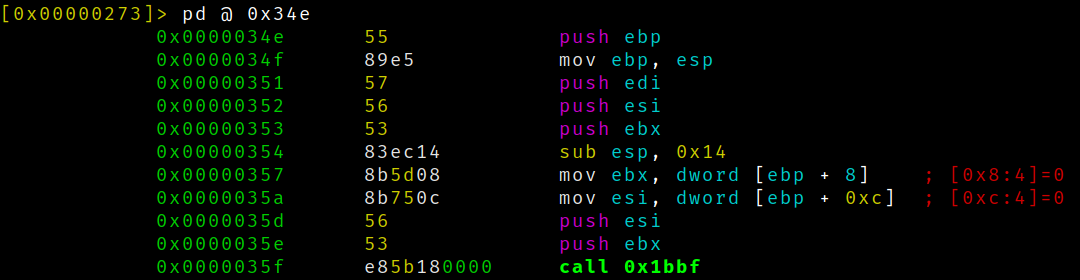 [0x00000273]> pd @ 0x34e
0x0000034e 55 push ebp
0x0000034f 89e5 mov ebp, esp
0x00000351 57 push edi
0x00000352 56 push esi
0x00000353 53 push ebx
0x00000354 83ec14 sub esp, 0x14
0x00000357 8b5d08 mov ebx, dword [ebp + 8] ; [0x8:4]=0
0x0000035a 8b750c mov esi, dword [ebp + 0xc] ; [0xc:4]=0
0x0000035d 56 push esi
0x0000035e 53 push ebx
0x0000035f e85b180000 call 0x1bbf